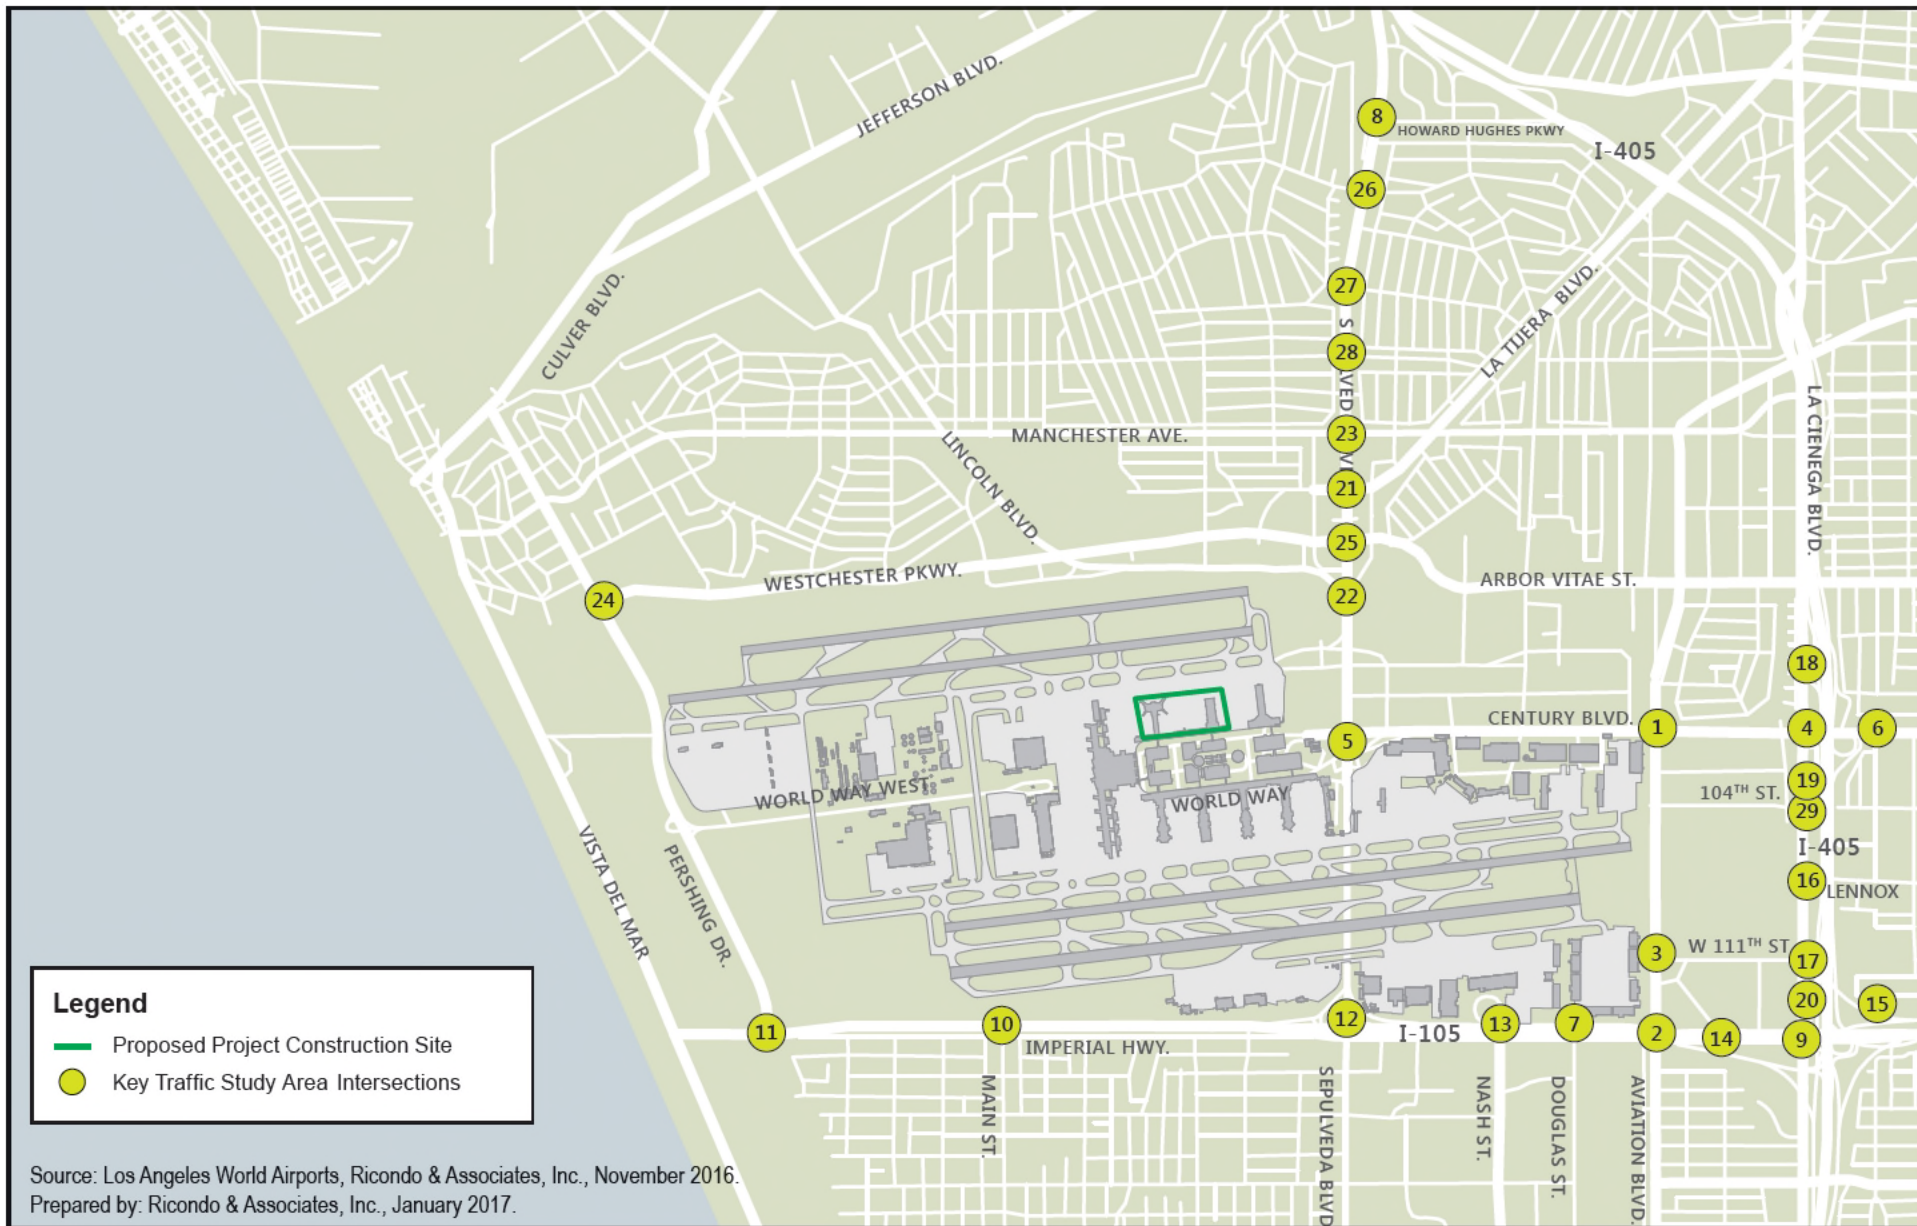 JEFFERSON BLVD.
8
HOWARD HUGHES PKWY
I-405
26
CULVER BLVD.
27
LA TIJERA BLVD.
S
28
VED
LA CIENEGA BLVD.
MANCHESTER AVE.
23
LINCOLN BLVD.
21
25
WESTCHESTER PKWY.
ARBOR VITAE ST.
24
22
18
CENTURY BLVD.
1
4
6
5
WORLD WAY WEST
WORLD WAY
19
104TH ST.
29
I-405
VISTA DEL MAR
PERSHING DR.
16
LENNOX
3
W 111TH ST.
17
20
15
11
10
12
I-105
13
7
2
14
9
IMPERIAL HWY.
MAIN ST.
SEPULVEDA BLVD
NASH ST.
DOUGLAS ST.
AVIATION BLVD.
Legend
Proposed Project Construction Site
Key Traffic Study Area Intersections
Source: Los Angeles World Airports, Ricondo & Associates, Inc., November 2016.
Prepared by: Ricondo & Associates, Inc., January 2017.